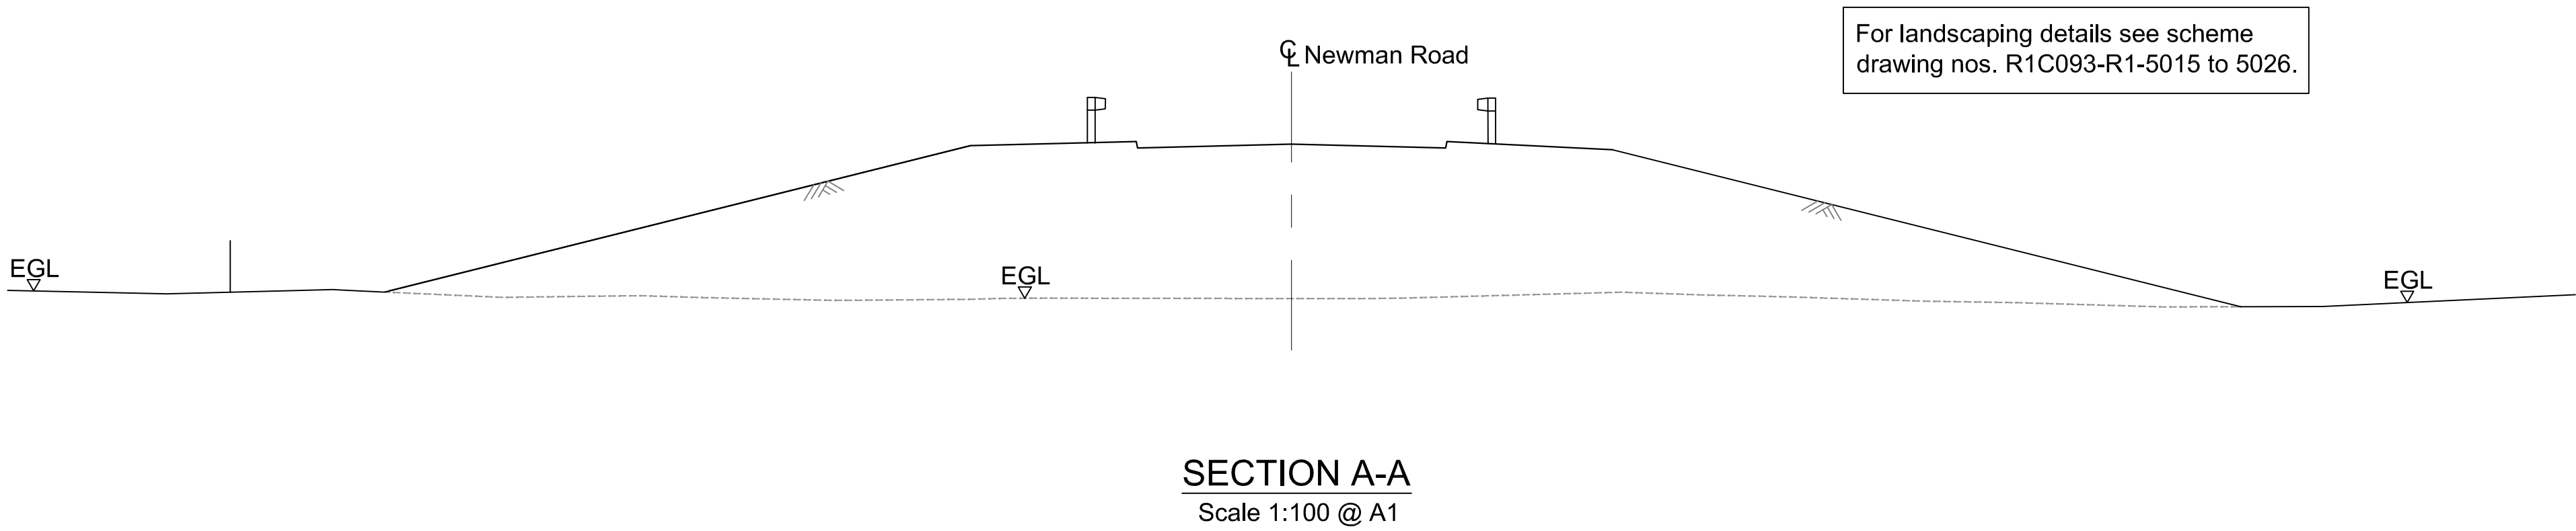 For landscaping details see scheme
drawing nos. R1C093-R1-5015 to 5026.
℄ Newman Road
EGL
EGL
EGL
SECTION A-A
Scale 1:100 @ A1